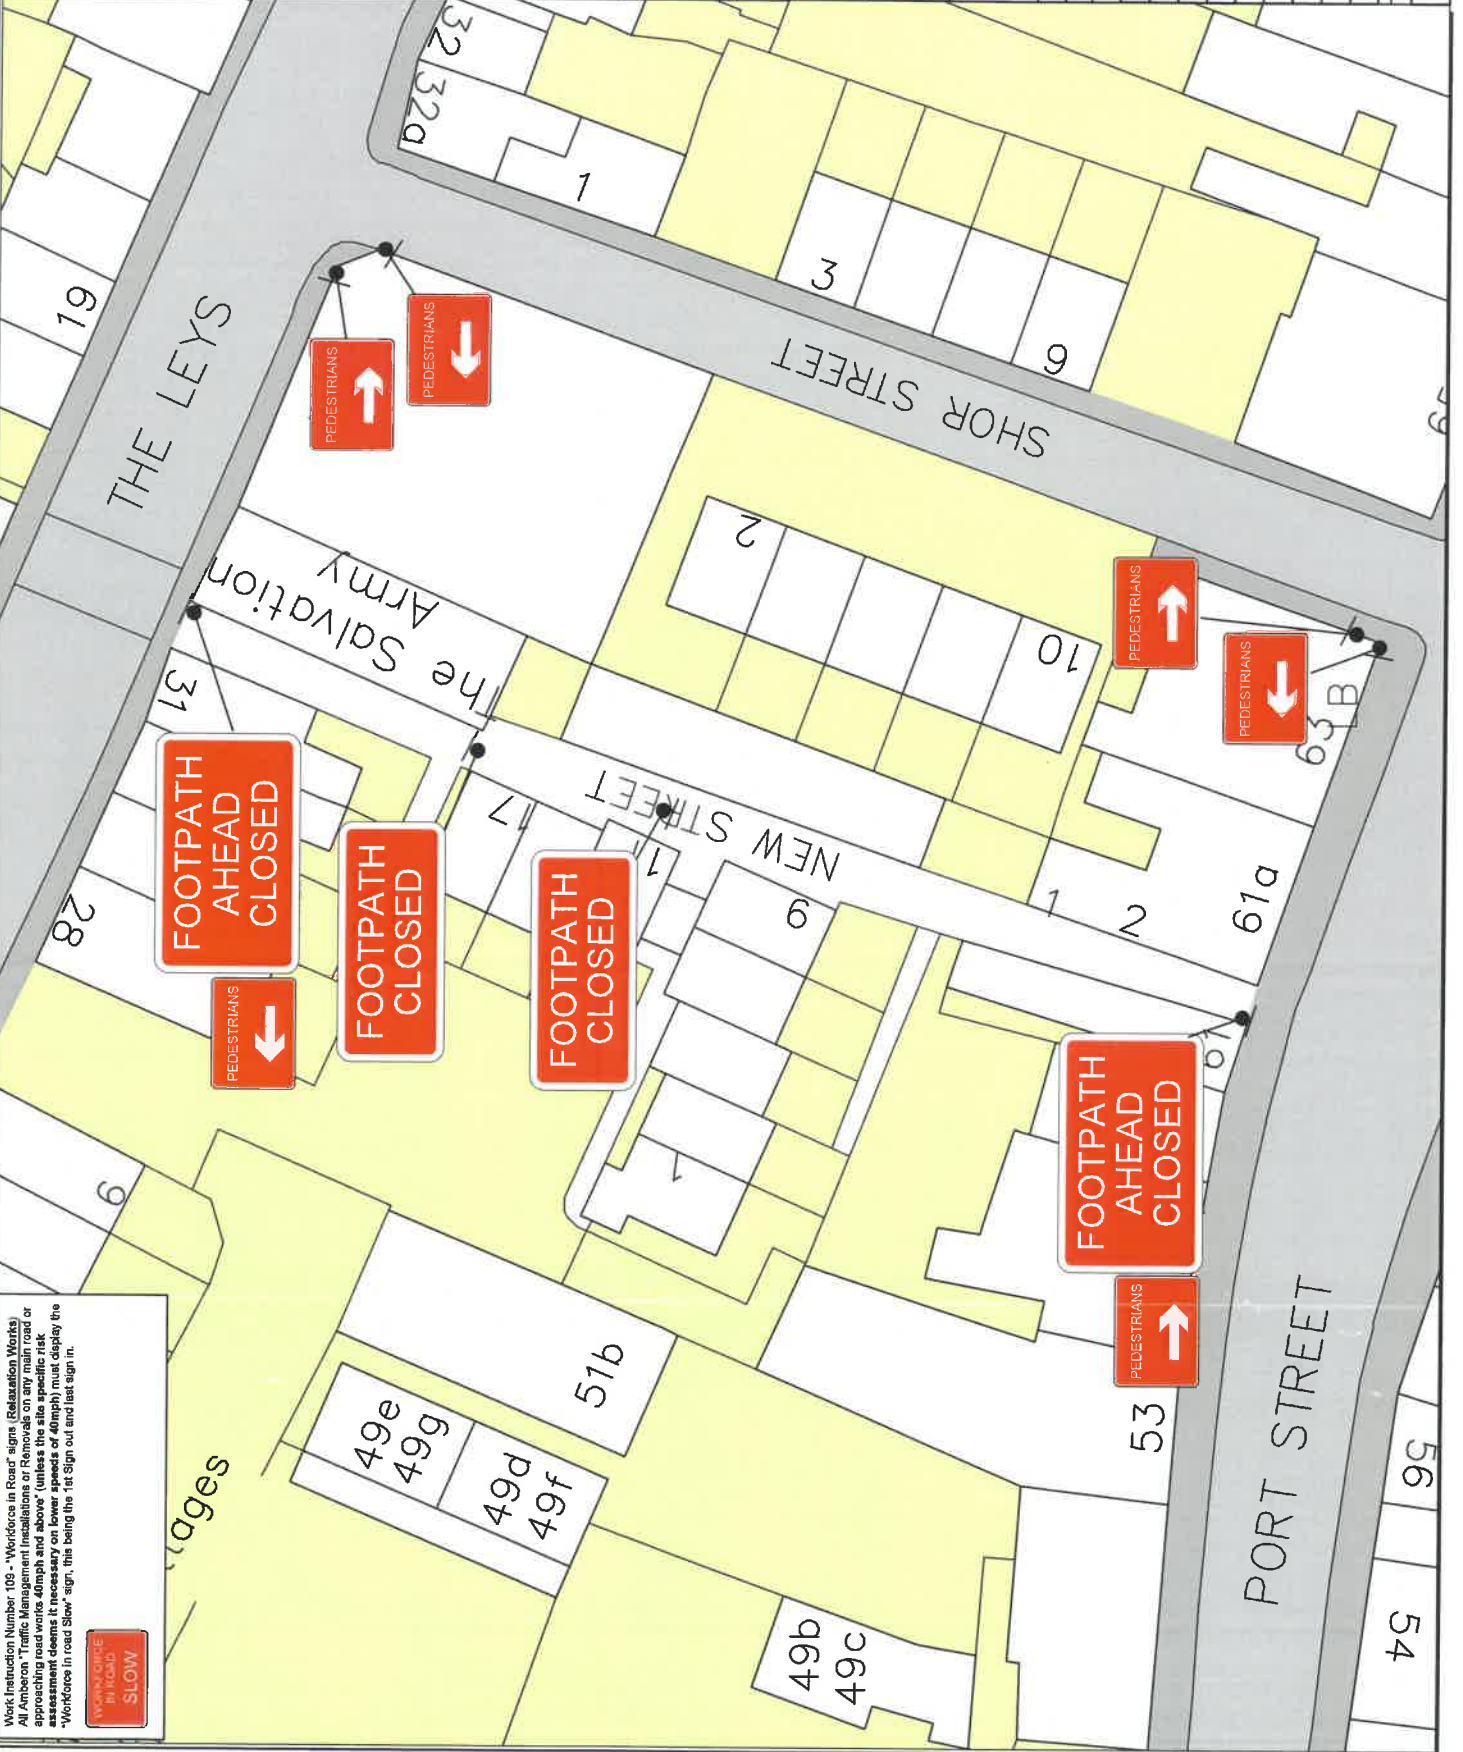 Work Instruction Number 109 - "Workforce in Road" signs (Relaxation Works)
All Amberon "Traffic Management Installations or Removals on any main road or
approaching road works 40mph and above" (unless the site specific risk
assessment deems it necessary on lower speeds of 40mph) must display the
"Workforce in road Slow" sign, this being the 1st Sign out and last sign in.
WORKFORCE
IN ROAD
SLOW
THE LEYS
19
32
32a
1
3
9
SHOR STREET
PEDESTRIANS
PEDESTRIANS
The Salvation
Army
31
28
2
10
NEW STREET
17
11
9
1
FOOTPATH
AHEAD
CLOSED
PEDESTRIANS
FOOTPATH
CLOSED
FOOTPATH
CLOSED
PEDESTRIANS
PEDESTRIANS
63
B
61a
1
2
FOOTPATH
AHEAD
CLOSED
PEDESTRIANS
9
51b
49e
49g
49d
49f
49b
49c
53
PORT STREET
56
54